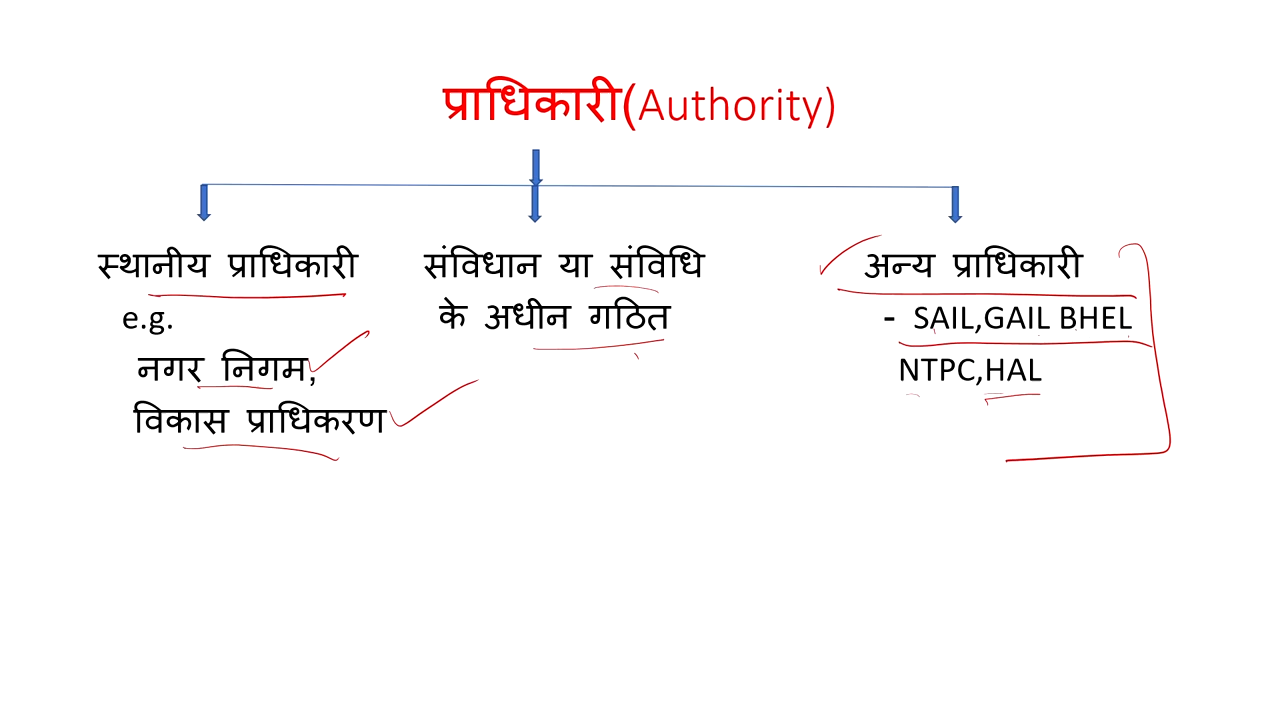 प्राधिकारी(Authority)
स्थानीय प्राधिकारी
e.g.
नगर निगम,
विकास प्राधिकरण
संविधान या संविधि
के अधीन गठित
अन्य प्राधिकारी
- SAIL,GAIL BHEL
NTPC,HAL